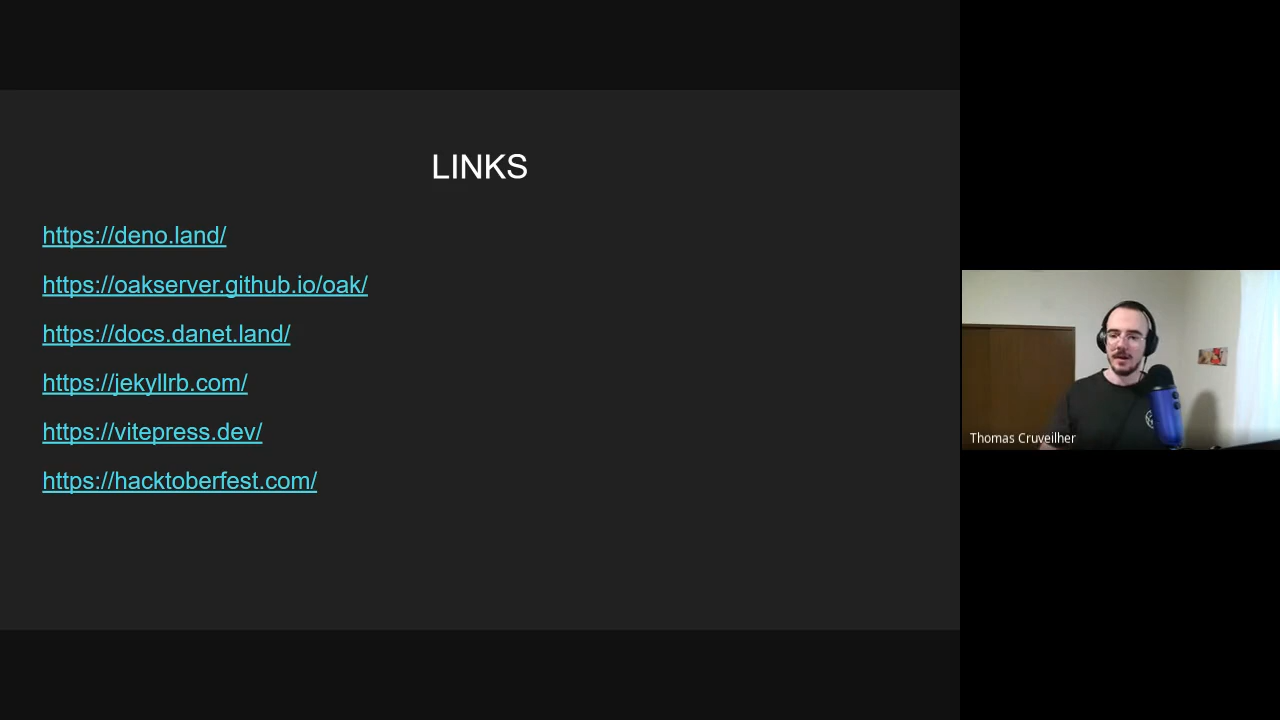 LINKS
https://deno.land/
https://oakserver.github.io/oak/
https://docs.danet.land/
https://jekyllrb.com/
https://vitepress.dev/
https://hacktoberfest.com/
Thomas Cruveilher